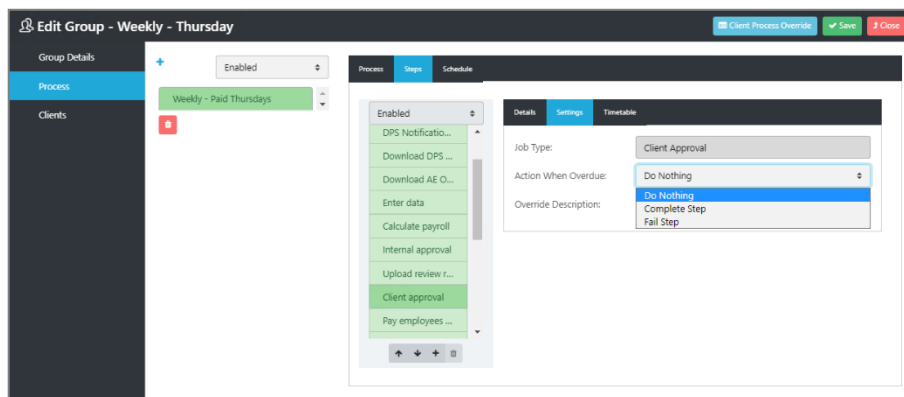 Edit Group - Weekly - Thursday
Client Process Override
Save
Close
Group Details
Process
Clients
Enabled
Weekly - Paid Thursdays
Process
Steps
Schedule
Enabled
DPS Notificatio...
Download DPS ...
Download AE O...
Enter data
Calculate payroll
Internal approval
Upload review r...
Client approval
Pay employees ...
Details
Settings
Timetable
Job Type:
Client Approval
Action When Overdue:
Do Nothing
Do Nothing
Complete Step
Fail Step
Override Description: